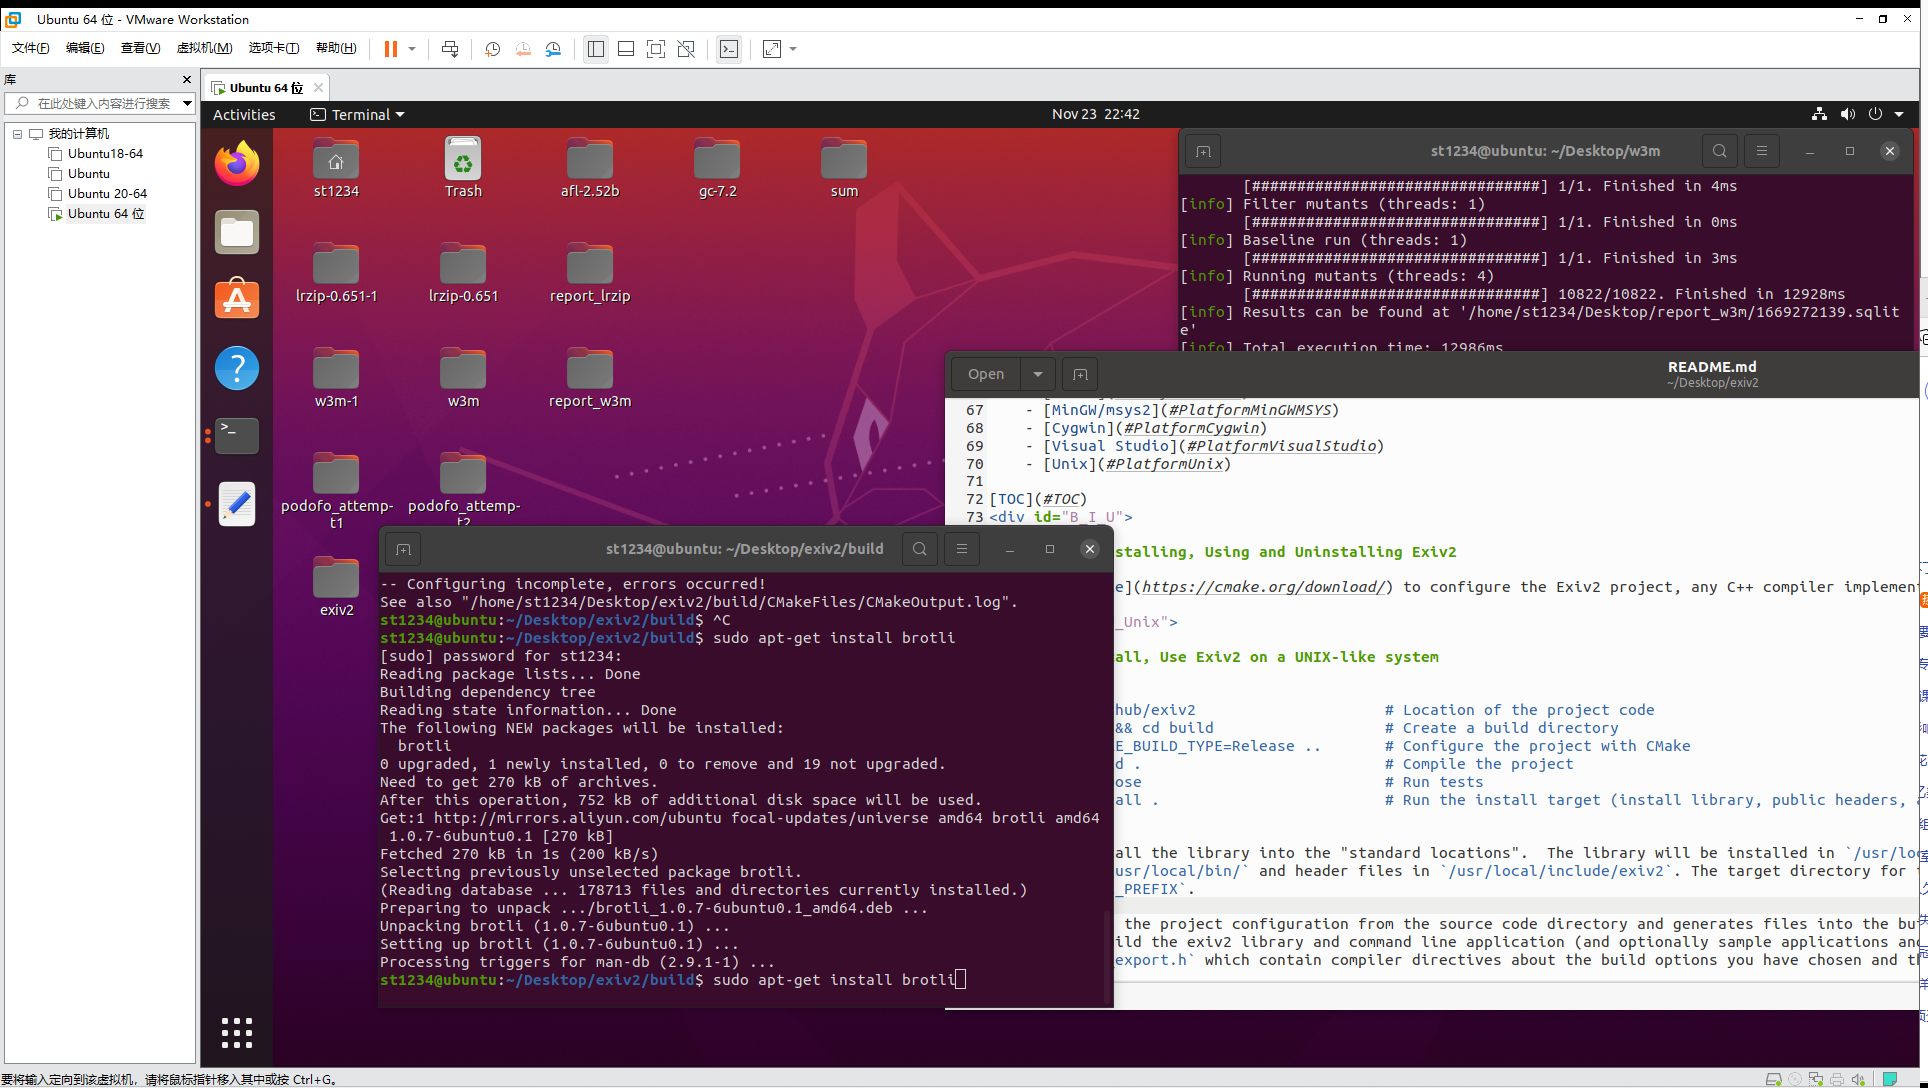 Ubuntu 64 位 - VMware Workstation
文件(F) 编辑(E) 查看(V) 虚拟机(M) 选项卡(T) 帮助(H)
库
在此处键入内容进行搜索
我的计算机
Ubuntu18-64
Ubuntu
Ubuntu 20-64
Ubuntu 64 位
Ubuntu 64 位
Activities
Terminal
Nov 23 22:42
st1234
Trash
afl-2.52b
gc-7.2
sum
lrzip-0.651-1
lrzip-0.651
report_lrzip
w3m-1
w3m
report_w3m
podofo_attemp-
t1
podofo_attemp-
t2
exiv2
st1234@ubuntu: ~/Desktop/w3m
[################################] 1/1. Finished in 4ms
[info] Filter mutants (threads: 1)
[################################] 1/1. Finished in 0ms
[info] Baseline run (threads: 1)
[################################] 1/1. Finished in 3ms
[info] Running mutants (threads: 4)
[################################] 10822/10822. Finished in 12928ms
[info] Results can be found at '/home/st1234/Desktop/report_w3m/1669272139.sqlit
e'
[info] Total execution time: 12986ms
Open
README.md
~/Desktop/exiv2
67 - [MinGW/msys2](#PlatformMinGWMSYS)
68 - [Cygwin](#PlatformCygwin)
69 - [Visual Studio](#PlatformVisualStudio)
70 - [Unix](#PlatformUnix)
71
72 [TOC](#TOC)
73 <div id="B_I_U">
stalling, Using and Uninstalling Exiv2
e](https://cmake.org/download/) to configure the Exiv2 project, any C++ compiler implemen
_Unix">
all, Use Exiv2 on a UNIX-like system
hub/exiv2 # Location of the project code
&& cd build # Create a build directory
E_BUILD_TYPE=Release .. # Configure the project with CMake
d . # Compile the project
ose # Run tests
all . # Run the install target (install library, public headers,
all the library into the "standard locations". The library will be installed in `/usr/lo
usr/local/bin/` and header files in `/usr/local/include/exiv2`. The target directory for
_PREFIX`.
the project configuration from the source code directory and generates files into the bu
ild the exiv2 library and command line application (and optionally sample applications an
export.h` which contain compiler directives about the build options you have chosen and t
st1234@ubuntu: ~/Desktop/exiv2/build
-- Configuring incomplete, errors occurred!
See also "/home/st1234/Desktop/exiv2/build/CMakeFiles/CMakeOutput.log".
st1234@ubuntu:~/Desktop/exiv2/build$ ^C
st1234@ubuntu:~/Desktop/exiv2/build$ sudo apt-get install brotli
[sudo] password for st1234:
Reading package lists... Done
Building dependency tree
Reading state information... Done
The following NEW packages will be installed:
brotli
0 upgraded, 1 newly installed, 0 to remove and 19 not upgraded.
Need to get 270 kB of archives.
After this operation, 752 kB of additional disk space will be used.
Get:1 http://mirrors.aliyun.com/ubuntu focal-updates/universe amd64 brotli amd64
1.0.7-6ubuntu0.1 [270 kB]
Fetched 270 kB in 1s (200 kB/s)
Selecting previously unselected package brotli.
(Reading database ... 178713 files and directories currently installed.)
Preparing to unpack .../brotli_1.0.7-6ubuntu0.1_amd64.deb ...
Unpacking brotli (1.0.7-6ubuntu0.1) ...
Setting up brotli (1.0.7-6ubuntu0.1) ...
Processing triggers for man-db (2.9.1-1) ...
st1234@ubuntu:~/Desktop/exiv2/build$ sudo apt-get install brotli
要将输入定向到该虚拟机，请将鼠标指针移入其中或按 Ctrl+G。